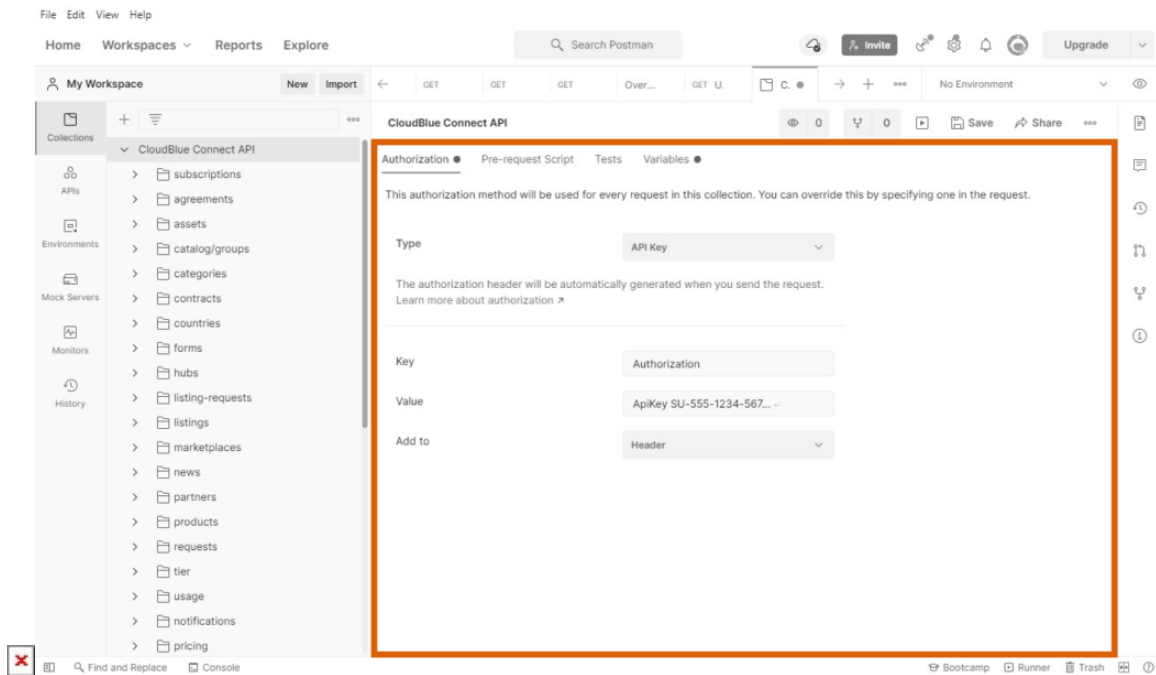 File Edit View Help
Home Workspaces Reports Explore Search Postman Invite Upgrade
My Workspace New Import GET GET GET Over... GET U. C. No Environment
Collections
APIs
Environments
Mock Servers
Monitors
History
CloudBlue Connect API
subscriptions
agreements
assets
catalog/groups
categories
contracts
countries
forms
hubs
listing-requests
listings
marketplaces
news
partners
products
requests
tier
usage
notifications
pricing
CloudBlue Connect API 0 0 Save Share
Authorization Pre-request Script Tests Variables
This authorization method will be used for every request in this collection. You can override this by specifying one in the request.
Type API Key
The authorization header will be automatically generated when you send the request.
Learn more about authorization
Key Authorization
Value ApiKey SU-555-1234-567...
Add to Header
Find and Replace Console Bootcamp Runner Trash